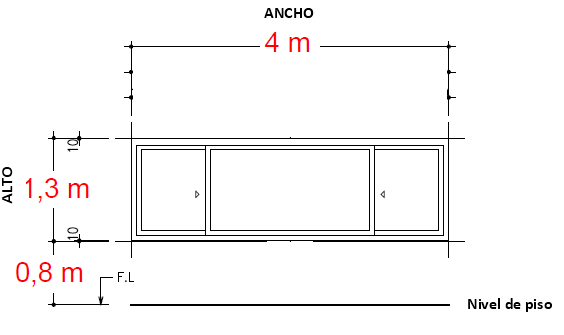 ANCHO
4 m
10
ALTO
1,3 m
10
0,8 m
F.L
Nivel de piso